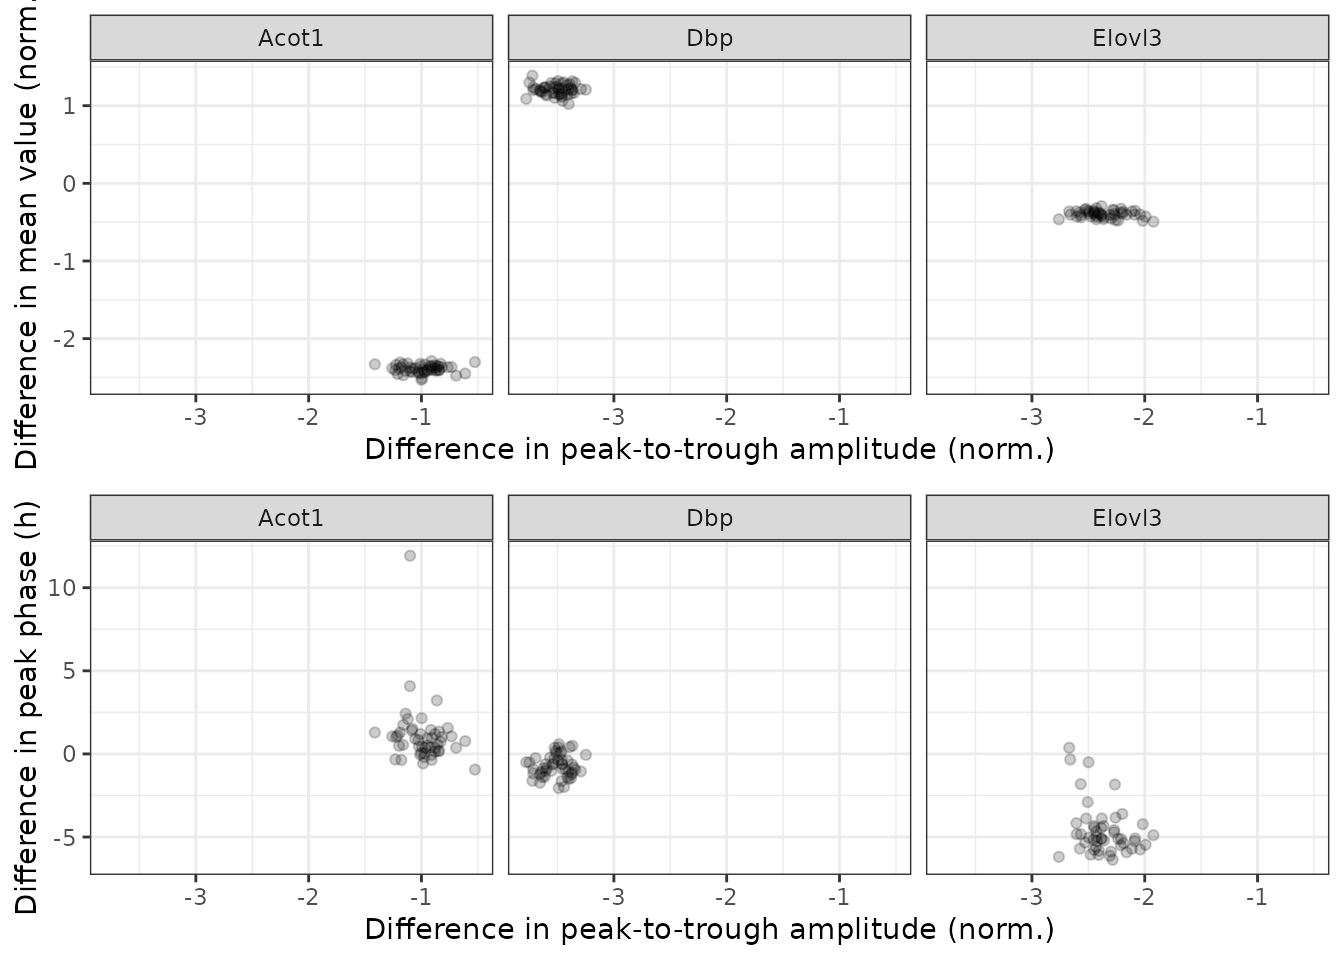 Acot1 Dbp Elovl3
Difference in mean value (norm.
1
0
-1
-2
-3 -2 -1 -3 -2 -1 -3 -2 -1
Difference in peak-to-trough amplitude (norm.)
Acot1 Dbp Elovl3
Difference in peak phase (h)
10
5
0
-5
-3 -2 -1 -3 -2 -1 -3 -2 -1
Difference in peak-to-trough amplitude (norm.)